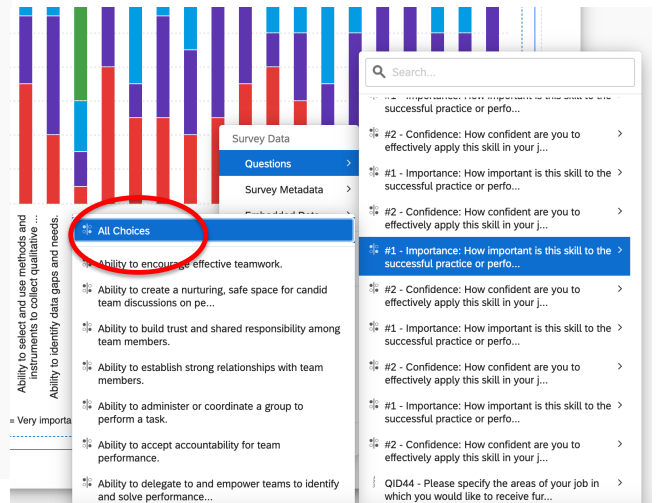 Search...
#1 - Importance: How important is this skill to the
successful practice or perfo...
#2 - Confidence: How confident are you to
effectively apply this skill in your j...
#1 - Importance: How important is this skill to the
successful practice or perfo...
#2 - Confidence: How confident are you to
effectively apply this skill in your j...
#1 - Importance: How important is this skill to the
successful practice or perfo...
#2 - Confidence: How confident are you to
effectively apply this skill in your j...
#1 - Importance: How important is this skill to the
successful practice or perfo...
#2 - Confidence: How confident are you to
effectively apply this skill in your j...
#1 - Importance: How important is this skill to the
successful practice or perfo...
#2 - Confidence: How confident are you to
effectively apply this skill in your j...
QID44 - Please specify the areas of your job in
which you would like to receive fur...
Survey Data
Questions
Survey Metadata
Embedded Data
All Choices
Ability to encourage effective teamwork.
Ability to create a nurturing, safe space for candid
team discussions on pe...
Ability to build trust and shared responsibility among
team members.
Ability to establish strong relationships with team
members.
Ability to administer or coordinate a group to
perform a task.
Ability to accept accountability for team
performance.
Ability to delegate to and empower teams to identify
and solve performance...
Ability to select and use methods and
instruments to collect qualitative ...
Ability to identify data gaps and needs.
= Very importa